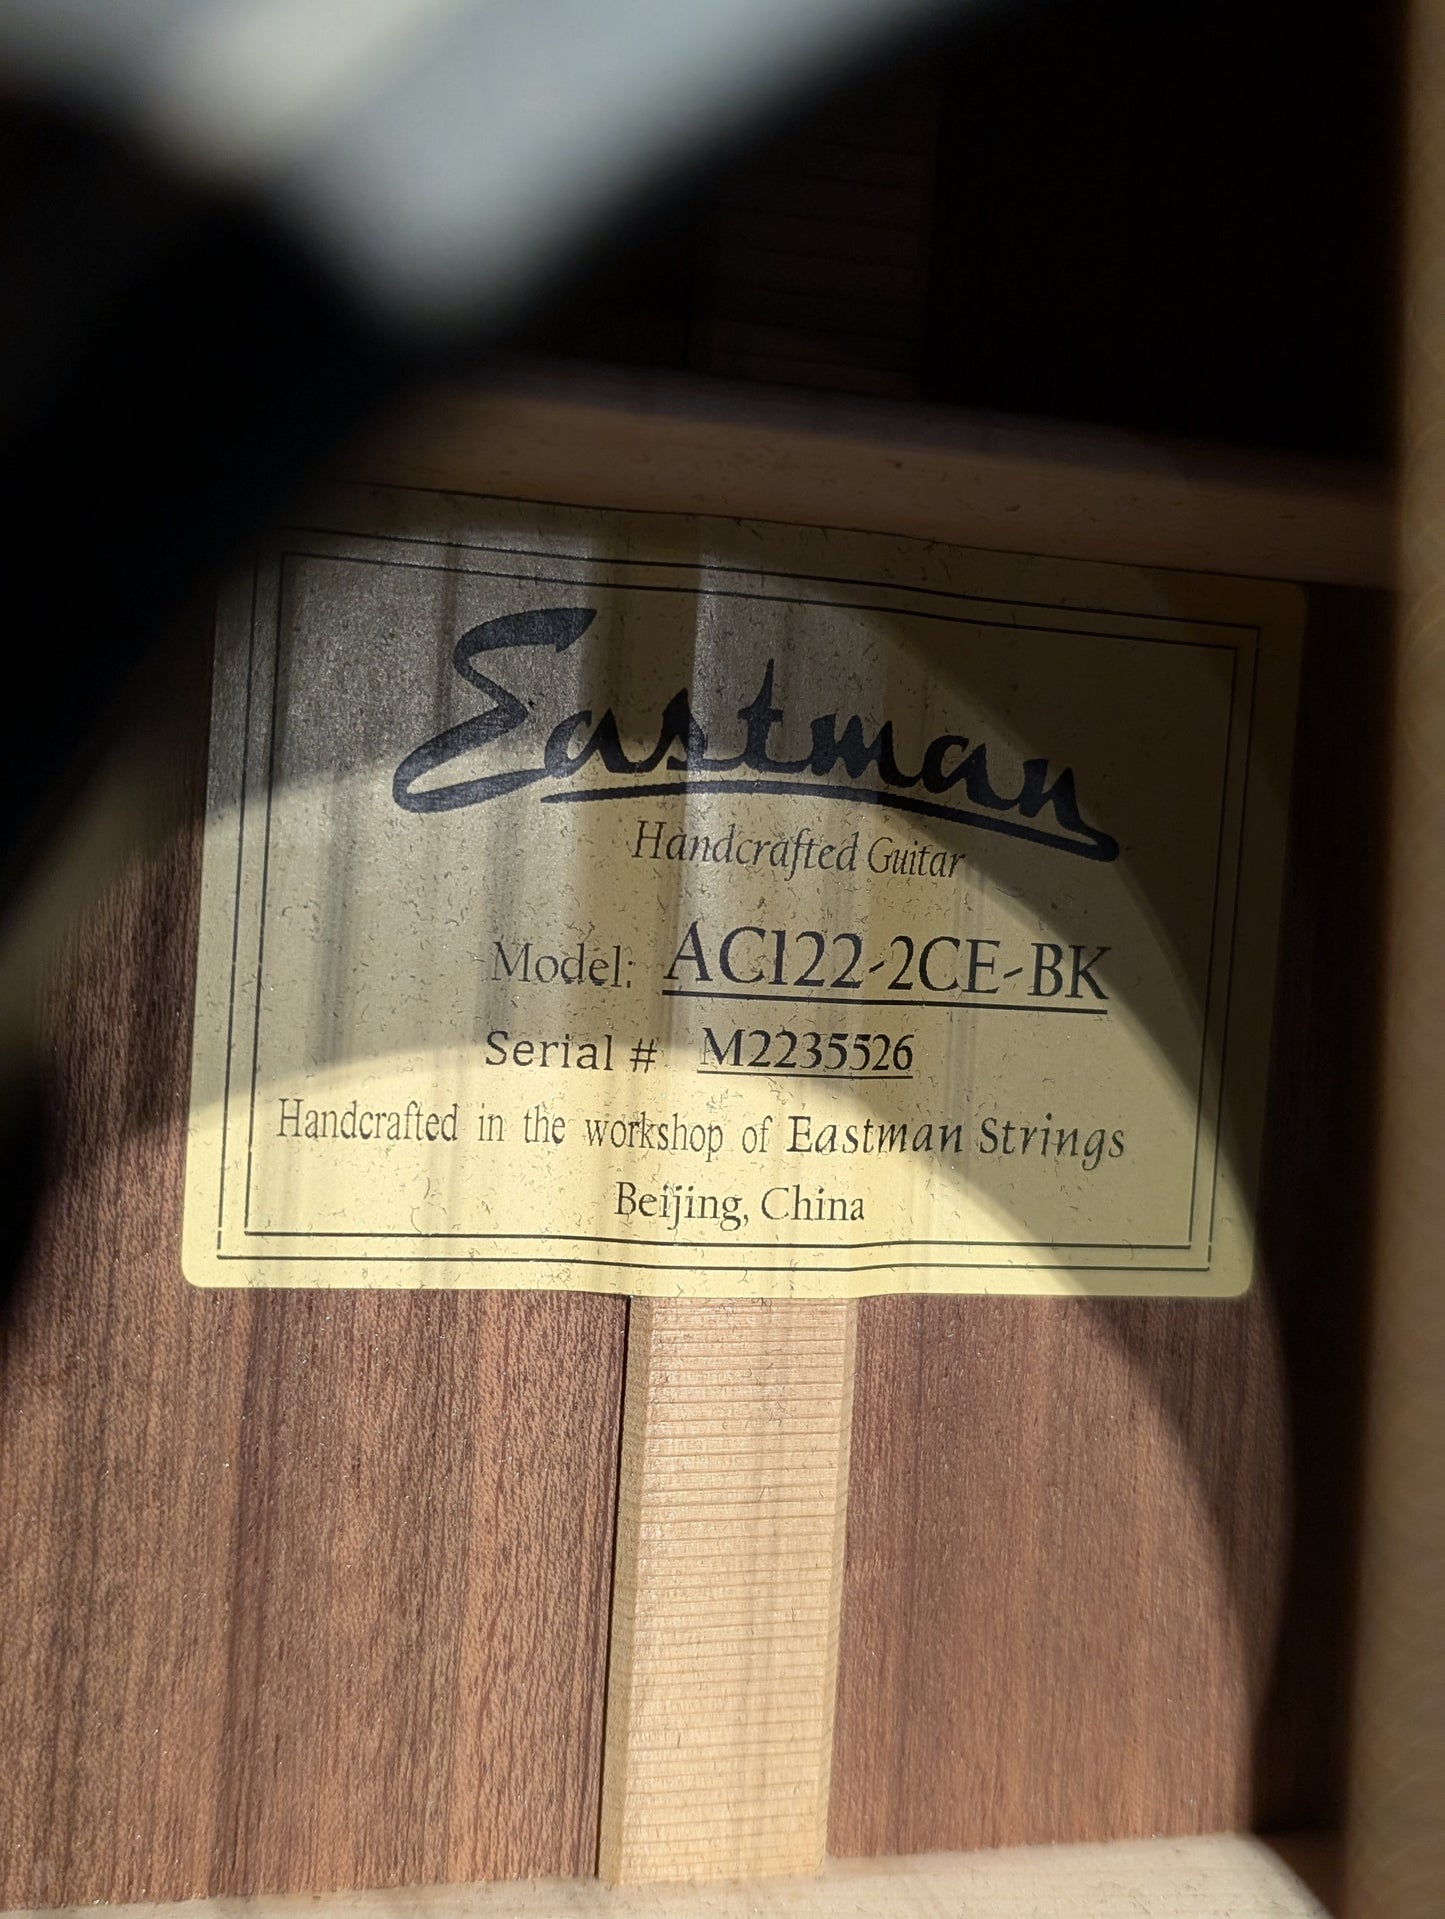 Eastman
Handcrafted Guitar
Model: AC122-2CE-BK
Serial # M2235526
Handcrafted in the workshop of Eastman Strings
Beijing, China